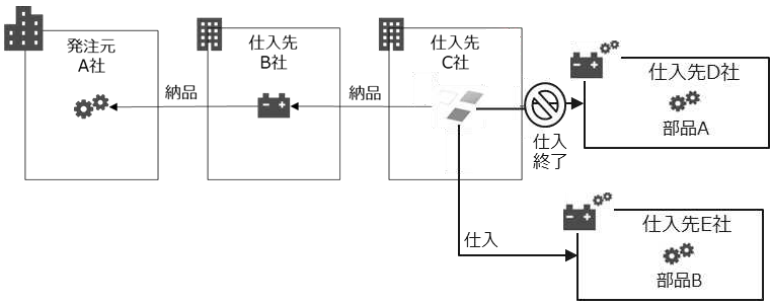 発注元
A社
納品
仕入先
B社
納品
仕入先
C社
仕入
終了
仕入先D社
部品A
仕入
仕入先E社
部品B